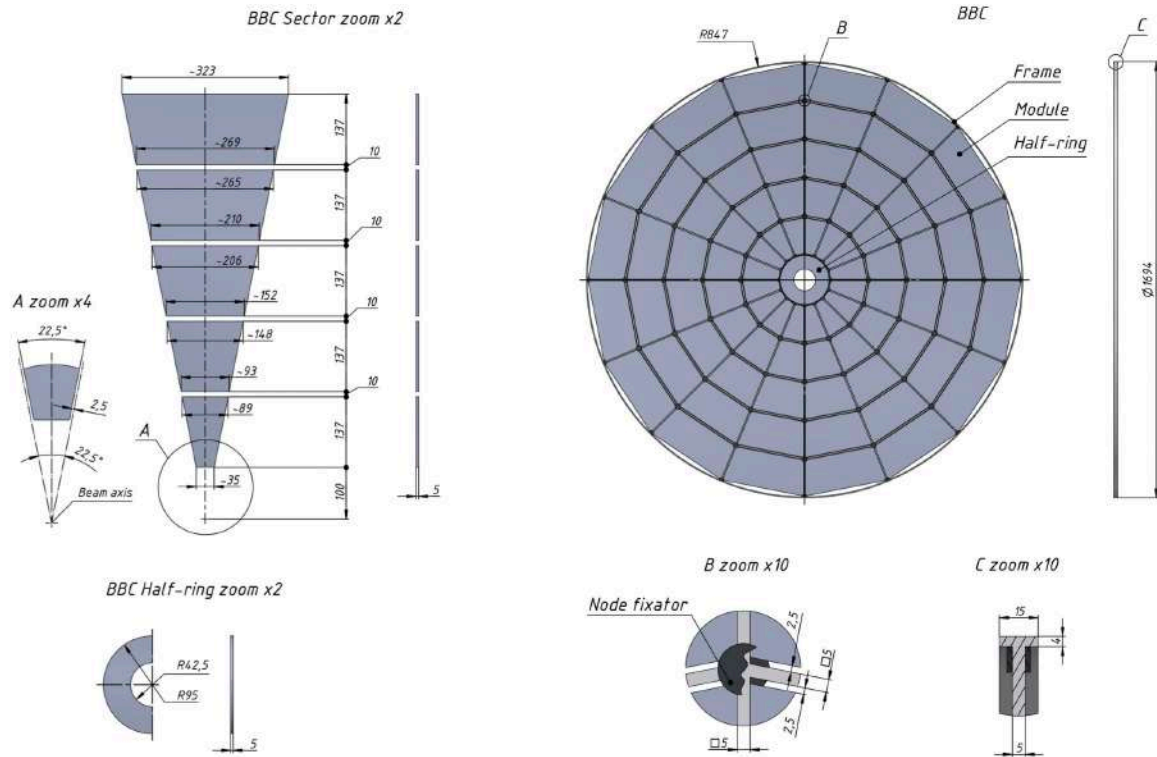 BBC Sector zoom x2
~323
137
~269
10
~265
137
~210
10
~206
137
~152
10
~148
137
~93
10
~89
137
A
~35
100
5
A zoom x4
22,5°
2,5
22,5°
Beam axis
BBC Half-ring zoom x2
R42,5
R95
5
BBC
R847
B
C
Frame
Module
Half-ring
Ø1694
B zoom x10
Node fixator
2,5
□5
2,5
□5
C zoom x10
15
4
5